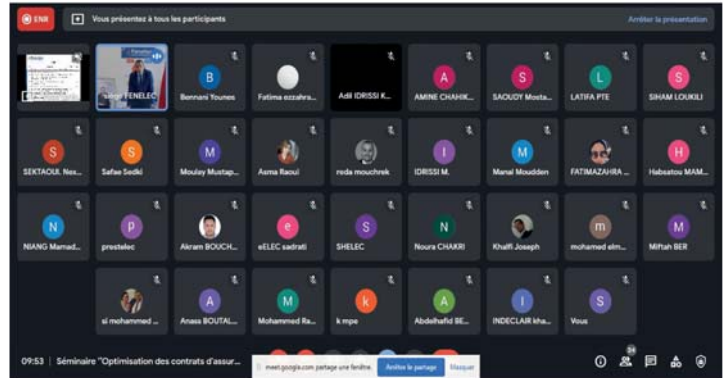 ENR Vous présentez à tous les participants Arrêter la présentation
siège FENELEC B Bennani Younes Fatima ezzahra... Adil IDRISSI K... A AMINE CHAHIK... S SAOUDY Mosta... L LATIFA PTE S SIHAM LOUKILI
S SEKTAOUI. Nes... S Safae Sedki M Moulay Mustap... Asma Raoui reda mouchrek I IDRISSI M. M Manal Moudden FATIMAZAHRA ... H Habsatou MAM...
N NIANG Mamad... p prestelec Akram BOUCH... e eELEC sadrati S SHELEC N Noura CHAKRI Khalfi Joseph m mohamed elm... M Miftah BER
si mohammed ... A Anass BOUTAL... M Mohammed Ra... k k mpe A Abdelhafid BE... I INDECLAIR kha... S Vous
09:53 | Séminaire "Optimisation des contrats d'assur... meet.google.com partage une fenêtre. Arrêter le partage Masquer 34